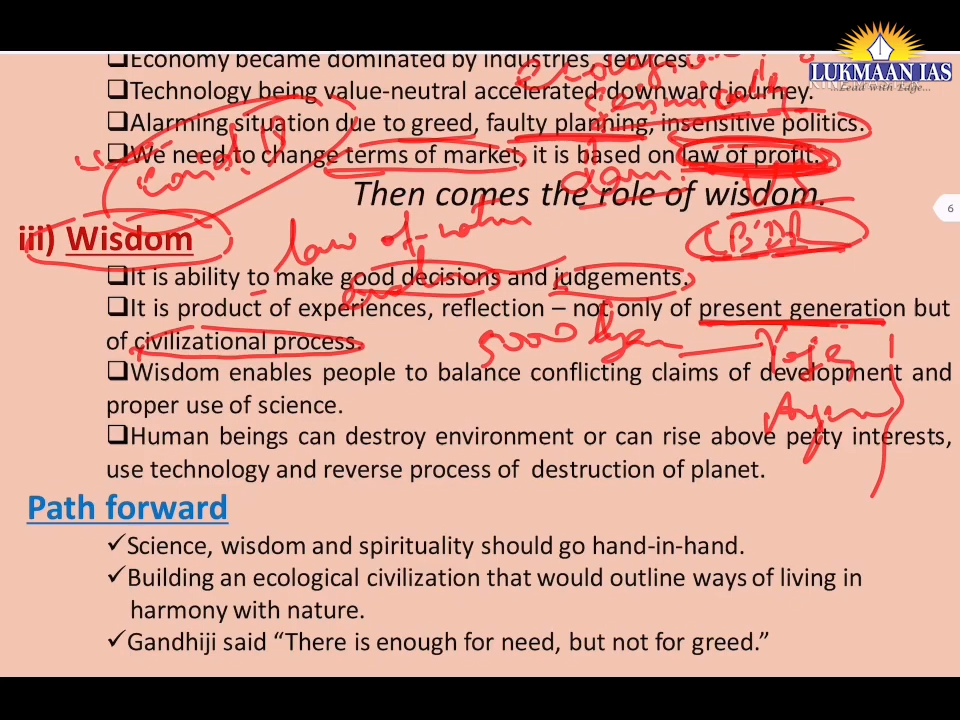 LUKMAAN IAS
...Lead with Edge...
❑Economy became dominated by industries, services.
❑Technology being value-neutral accelerated downward journey.
❑Alarming situation due to greed, faulty planning, insensitive politics.
❑We need to change terms of market, it is based on law of profit.
Then comes the role of wisdom.
6
iii) Wisdom
law of nature
❑It is ability to make good decisions and judgements.
❑It is product of experiences, reflection – not only of present generation but
of civilizational process.
good
❑Wisdom enables people to balance conflicting claims of development and
proper use of science.
❑Human beings can destroy environment or can rise above petty interests,
use technology and reverse process of destruction of planet.
Path forward
✓Science, wisdom and spirituality should go hand-in-hand.
✓Building an ecological civilization that would outline ways of living in
harmony with nature.
✓Gandhiji said “There is enough for need, but not for greed.”